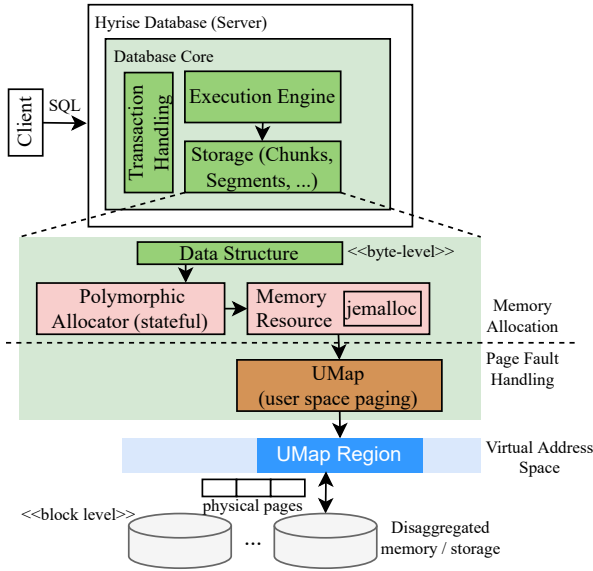 Hyrise Database (Server)
Database Core
Client
SQL
Transaction
Handling
Execution Engine
Storage (Chunks,
Segments, ...)
Data Structure
<<byte-level>>
Polymorphic
Allocator (stateful)
Memory
Resource
jemalloc
Memory
Allocation
Page Fault
Handling
UMap
(user space paging)
UMap Region
Virtual Address
Space
physical pages
<<block level>>
...
Disaggregated
memory / storage